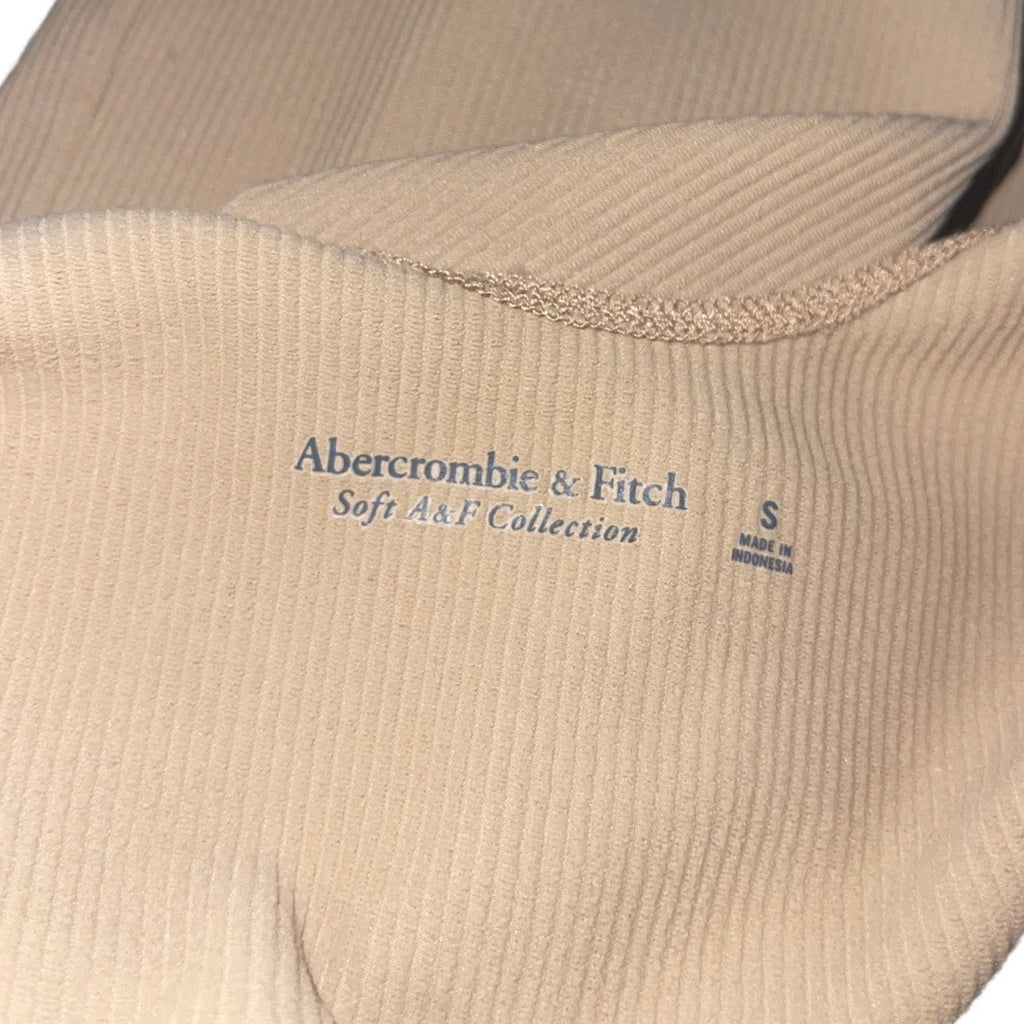 Abercrombie & Fitch
Soft A&F Collection
S
MADE IN
INDONESIA